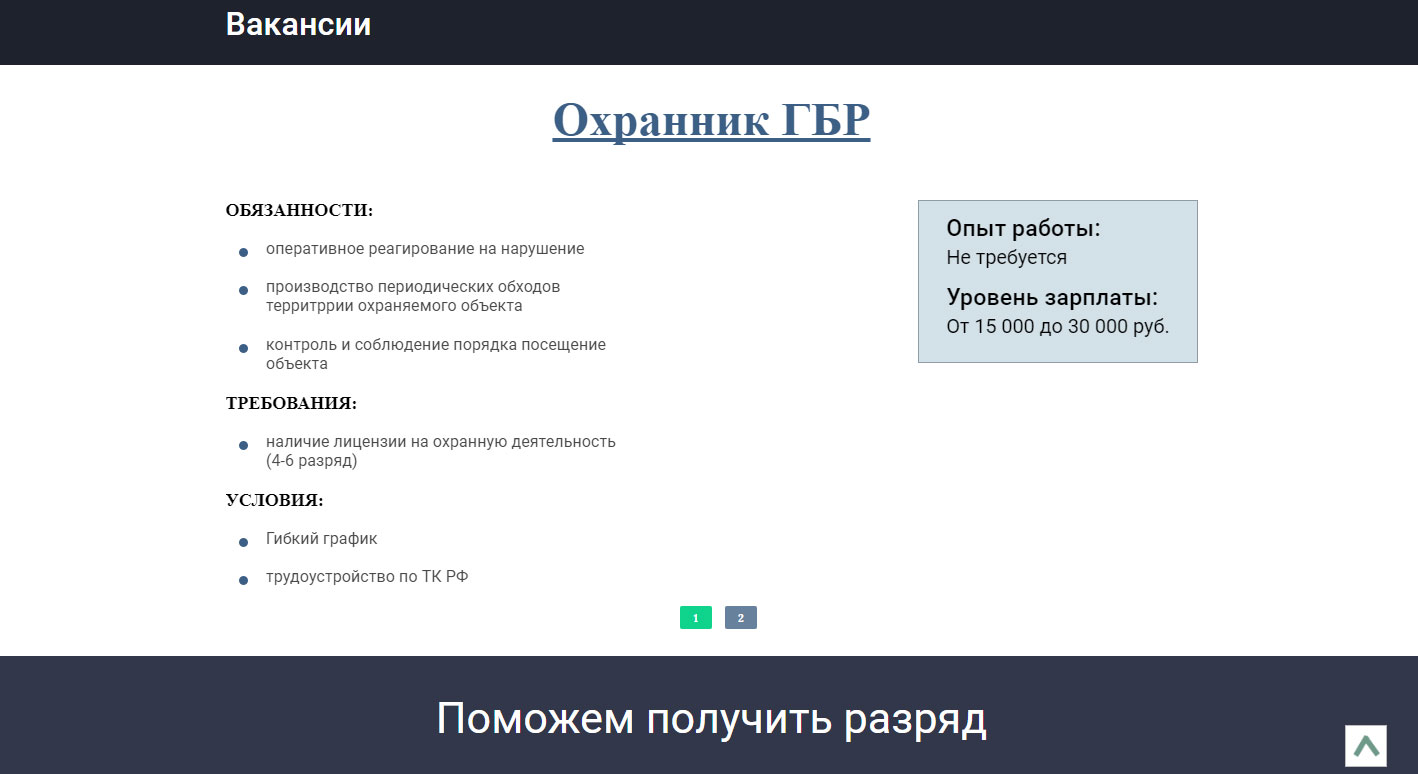 Вакансии
Охранник ГБР
ОБЯЗАННОСТИ:
оперативное реагирование на нарушение
производство периодических обходов
территррии охраняемого объекта
контроль и соблюдение порядка посещение
объекта
ТРЕБОВАНИЯ:
наличие лицензии на охранную деятельность
(4-6 разряд)
УСЛОВИЯ:
Гибкий график
трудоустройство по ТК РФ
Опыт работы:
Не требуется
Уровень зарплаты:
От 15 000 до 30 000 руб.
1 2
Поможем получить разряд